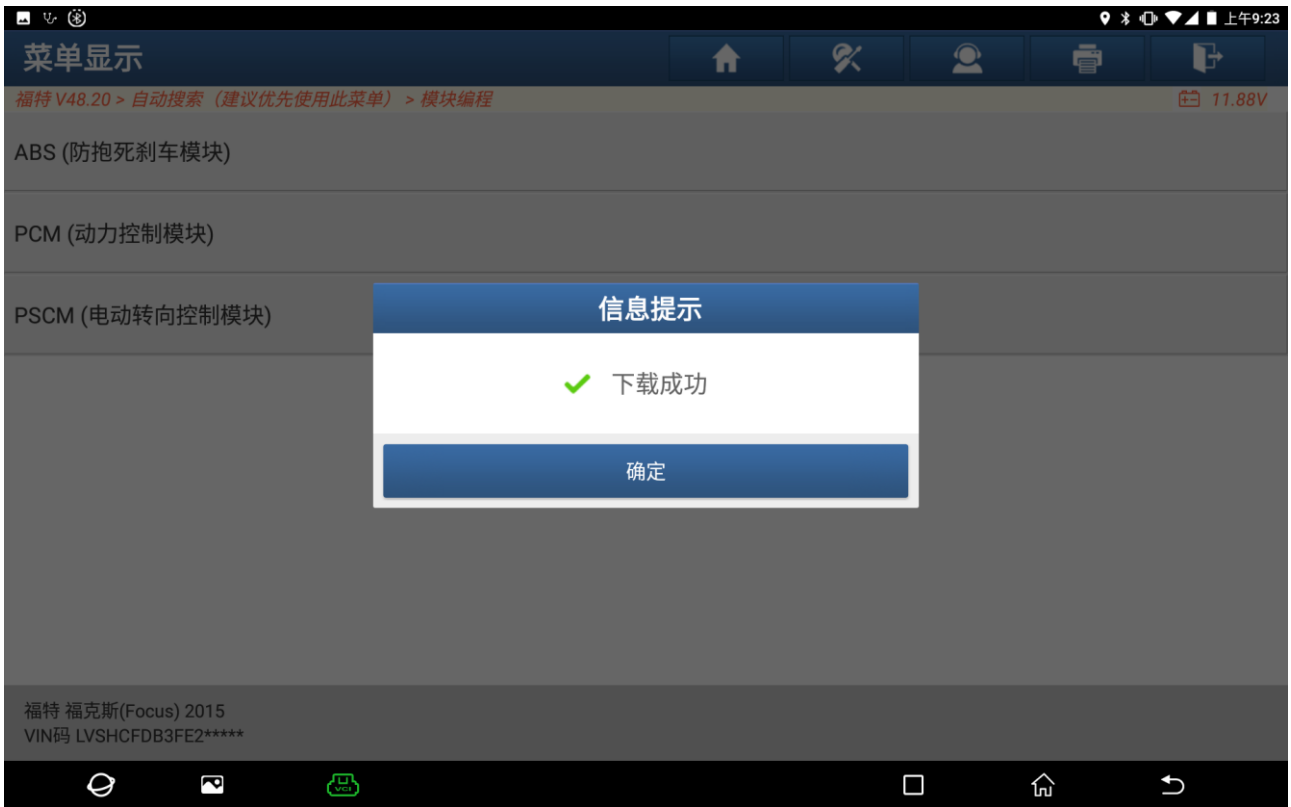 上午9:23
菜单显示
福特 V48.20 > 自动搜索（建议优先使用此菜单）> 模块编程
11.88V
ABS (防抱死刹车模块)
PCM (动力控制模块)
PSCM (电动转向控制模块)
信息提示
下载成功
确定
福特 福克斯(Focus) 2015
VIN码 LVSHCFDB3FE2*****
VCI